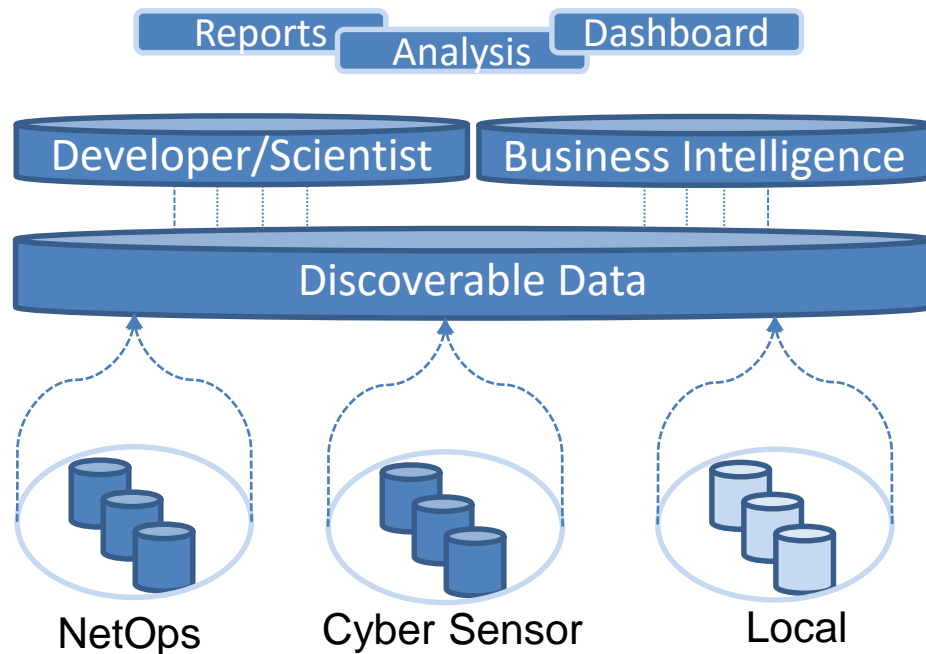 Reports
Analysis
Dashboard
Developer/Scientist
Business Intelligence
Discoverable Data
NetOps
Cyber Sensor
Local